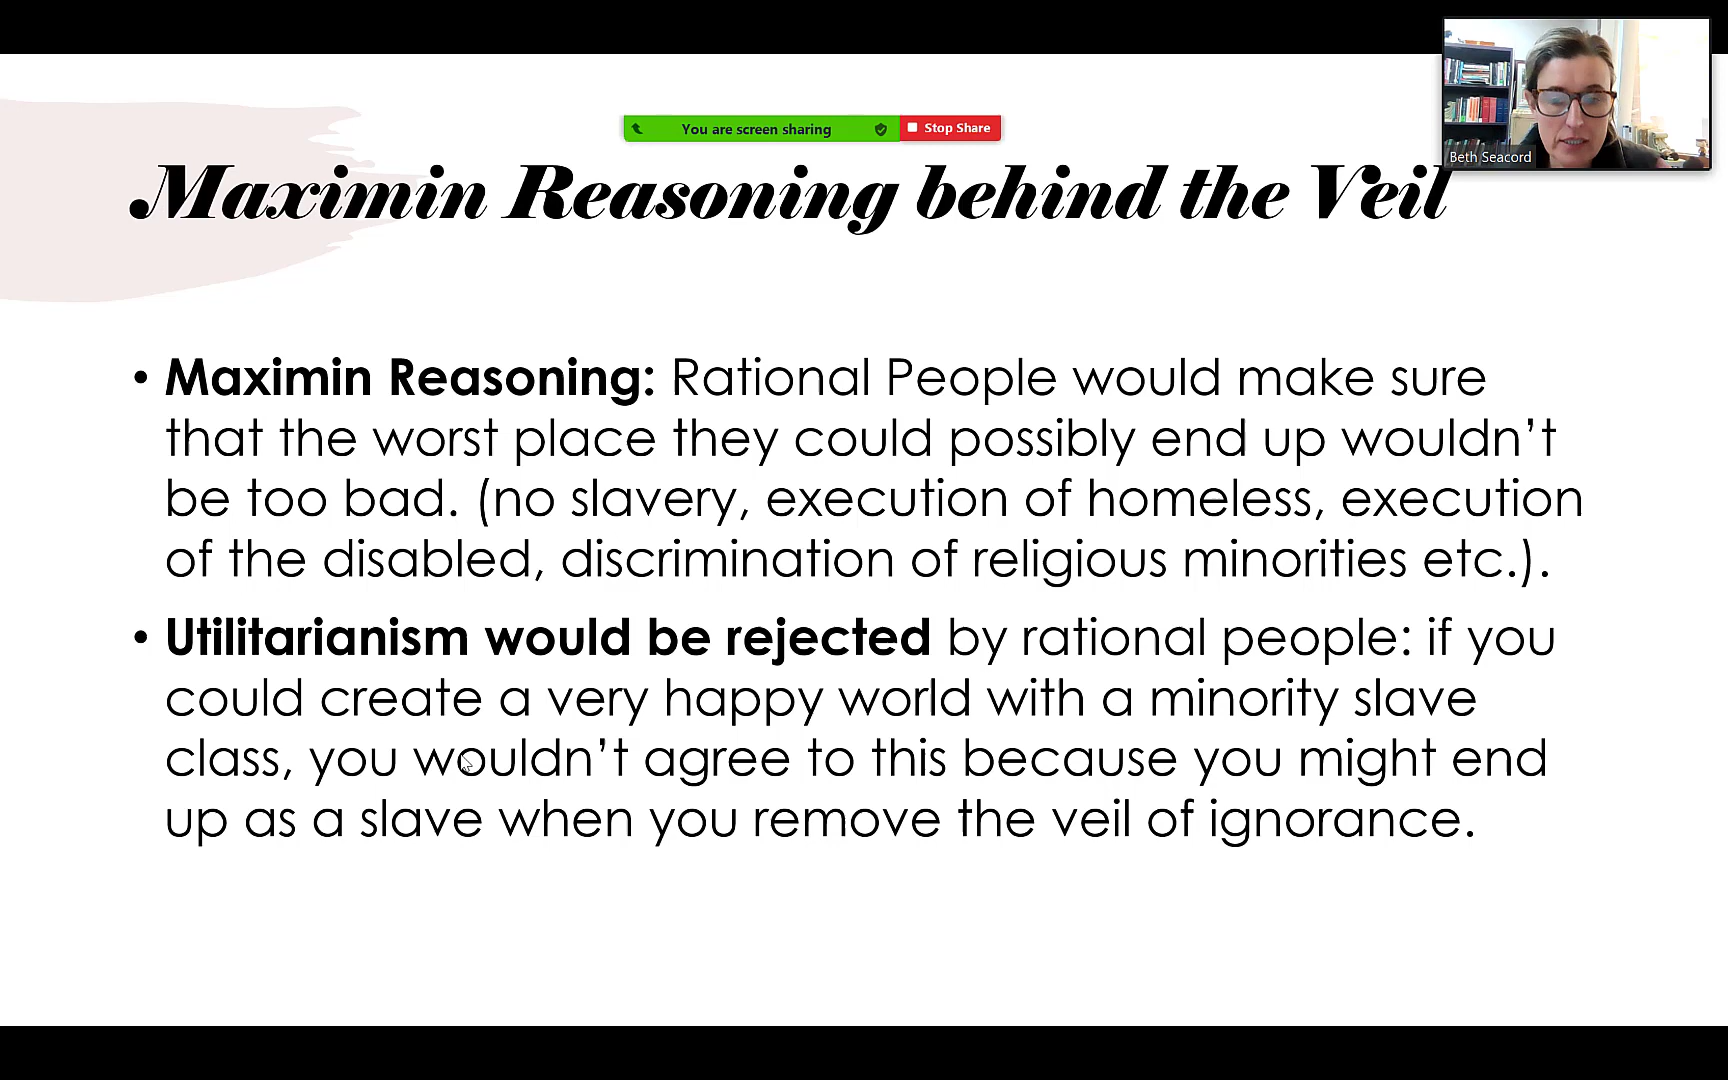 You are screen sharing
Stop Share
Beth Seacord
Maximin Reasoning behind the Veil
• Maximin Reasoning: Rational People would make sure
that the worst place they could possibly end up wouldn’t
be too bad. (no slavery, execution of homeless, execution
of the disabled, discrimination of religious minorities etc.).
• Utilitarianism would be rejected by rational people: if you
could create a very happy world with a minority slave
class, you wouldn’t agree to this because you might end
up as a slave when you remove the veil of ignorance.